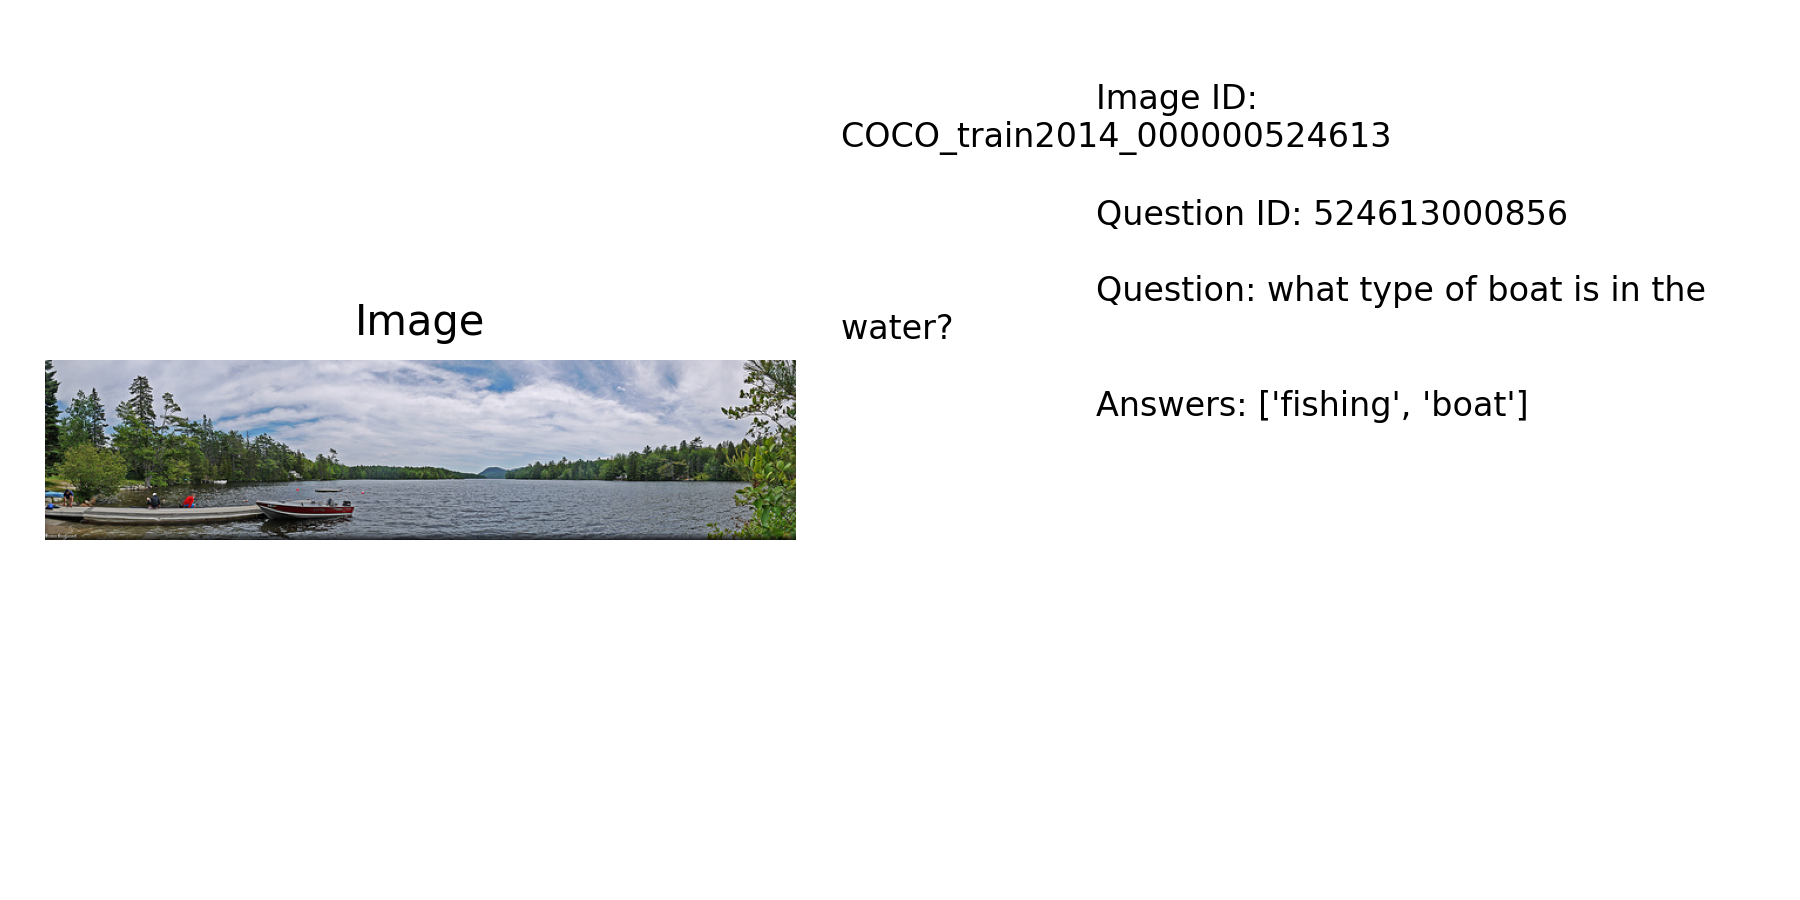 Image
Image ID:
COCO_train2014_000000524613
Question ID: 524613000856
Question: what type of boat is in the
water?
Answers: ['fishing', 'boat']